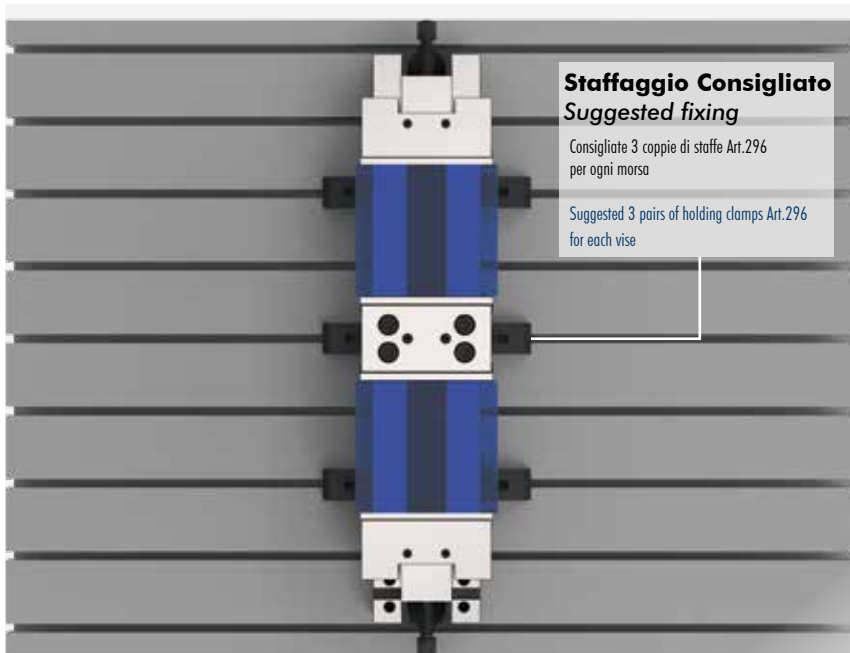 Staffaggio Consigliato
Suggested fixing
Consigliate 3 coppie di staffe Art.296
per ogni morsa
Suggested 3 pairs of holding clamps Art.296
for each vise